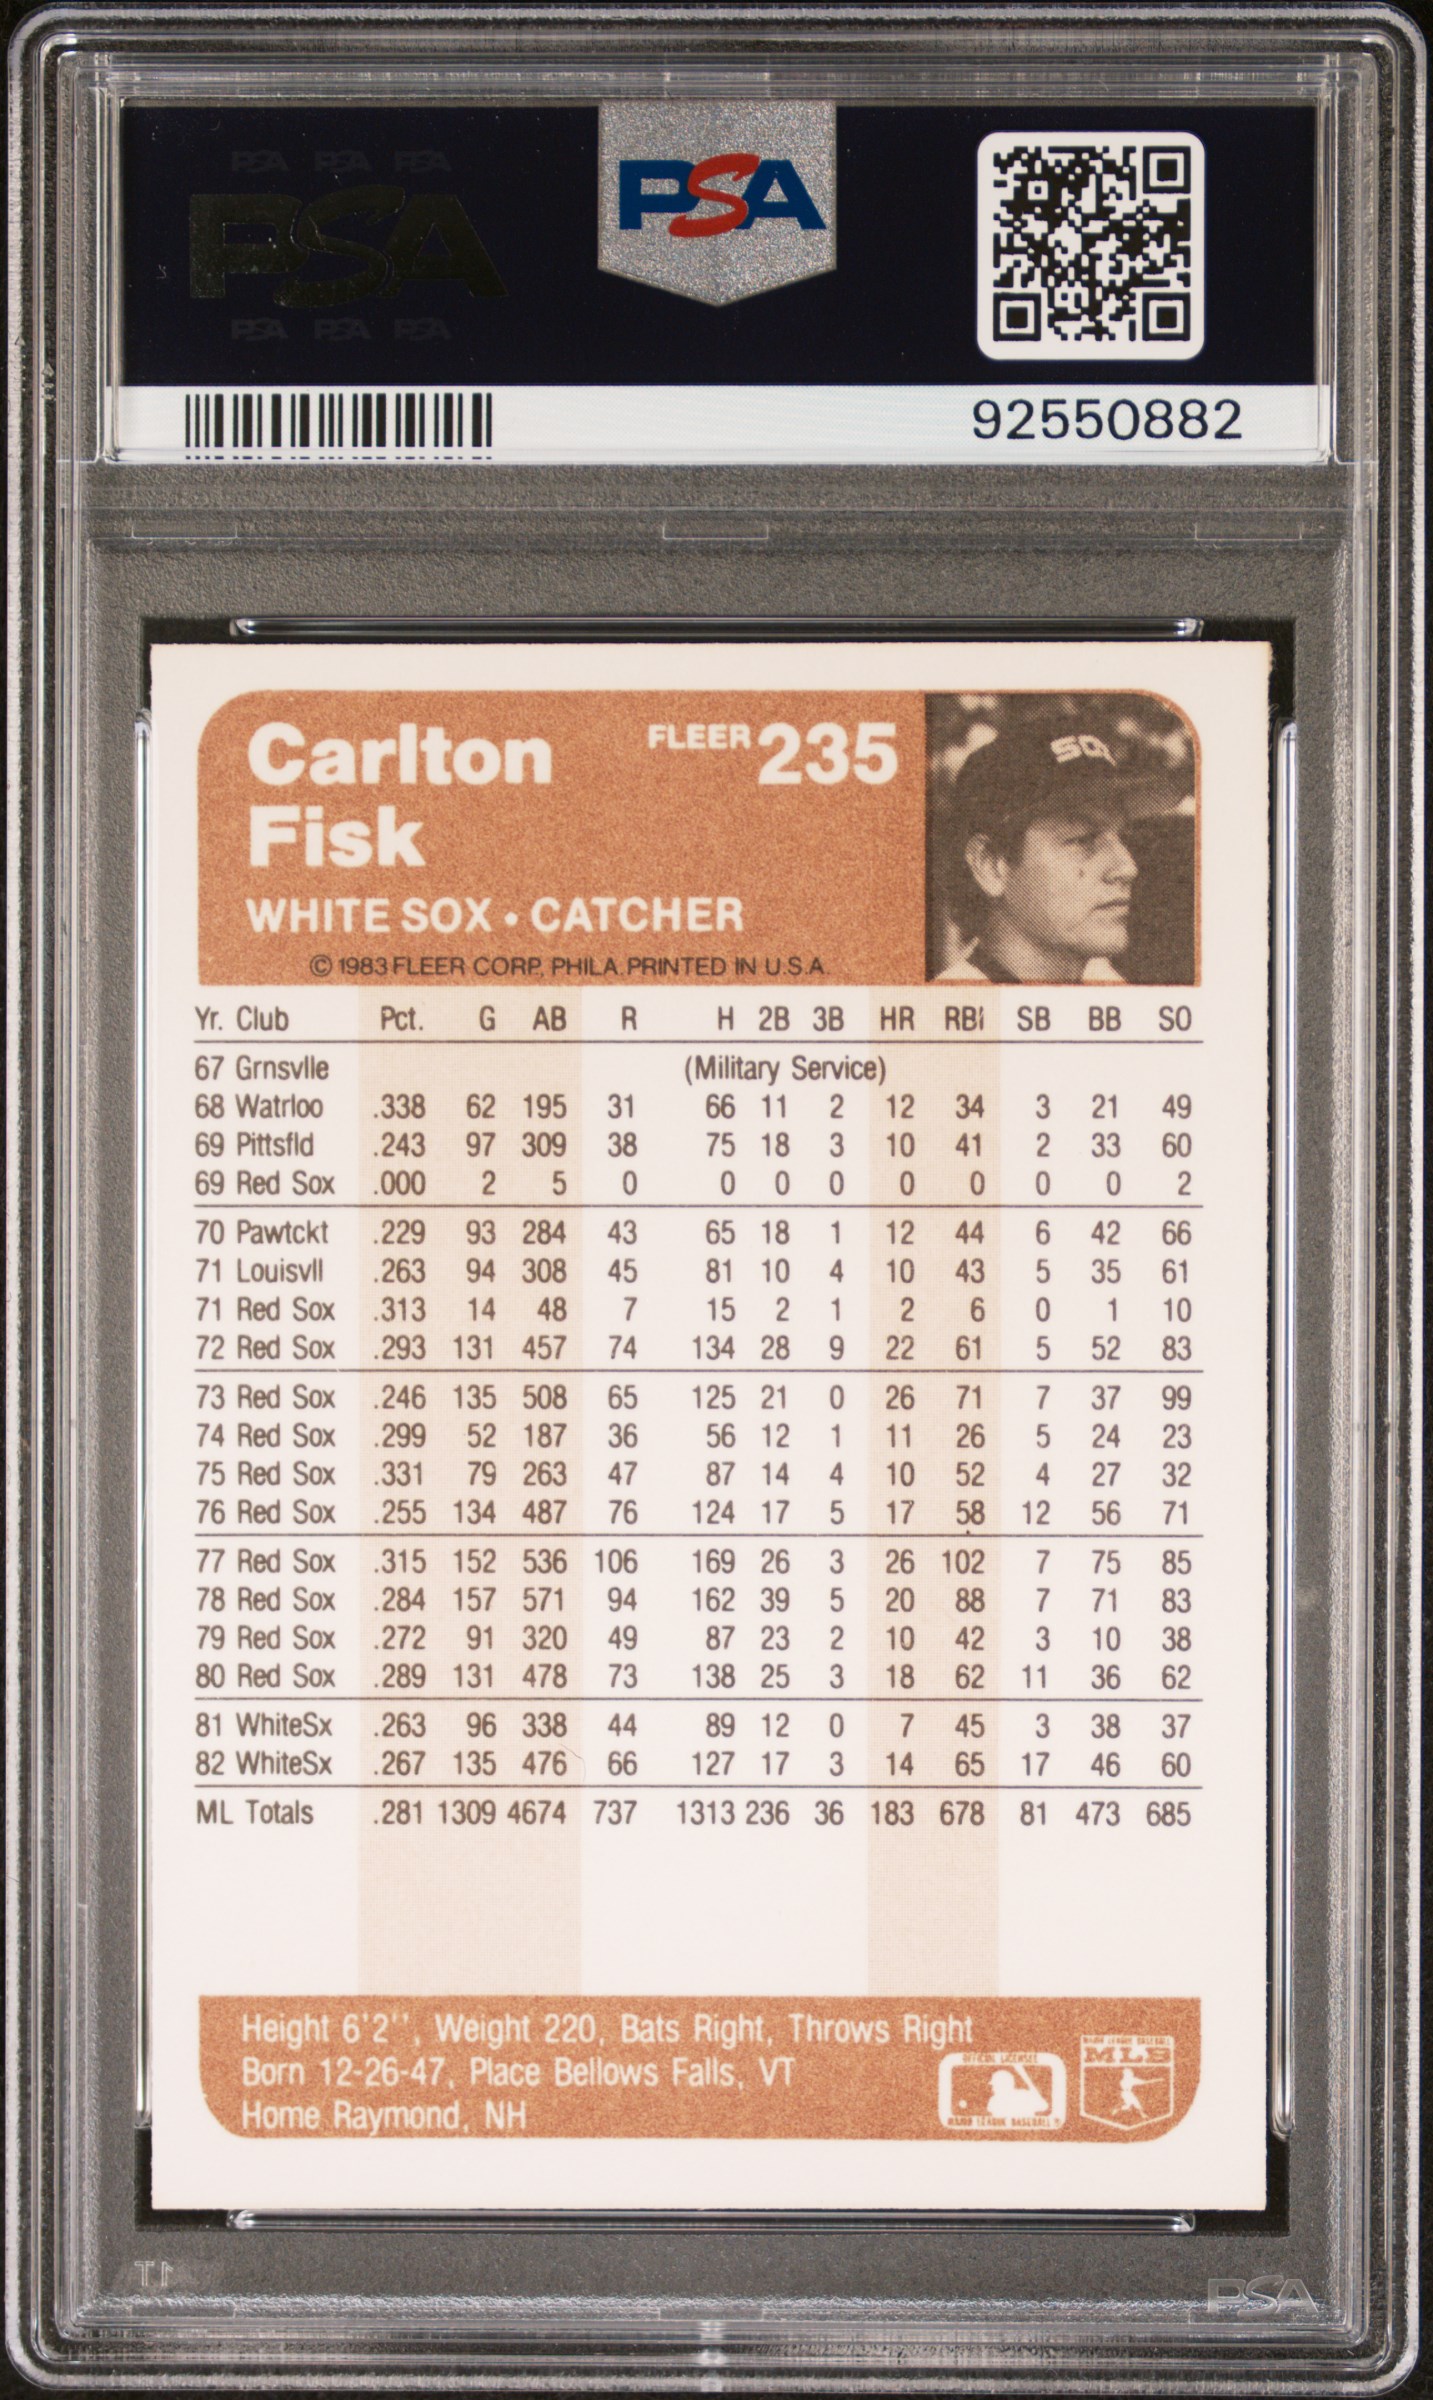 PSA PSA PSA
PSA
PSA PSA PSA
PSA
92550882
Carlton
Fisk
FLEER 235
SO
WHITE SOX • CATCHER
© 1983 FLEER CORP., PHILA. PRINTED IN U.S.A.
Yr. Club Pct. G AB R H 2B 3B HR RBI SB BB SO
67 Grnsvlle (Military Service)
68 Watrloo .338 62 195 31 66 11 2 12 34 3 21 49
69 Pittsfld .243 97 309 38 75 18 3 10 41 2 33 60
69 Red Sox .000 2 5 0 0 0 0 0 0 0 0 2
70 Pawtckt .229 93 284 43 65 18 1 12 44 6 42 66
71 Louisvll .263 94 308 45 81 10 4 10 43 5 35 61
71 Red Sox .313 14 48 7 15 2 1 2 6 0 1 10
72 Red Sox .293 131 457 74 134 28 9 22 61 5 52 83
73 Red Sox .246 135 508 65 125 21 0 26 71 7 37 99
74 Red Sox .299 52 187 36 56 12 1 11 26 5 24 23
75 Red Sox .331 79 263 47 87 14 4 10 52 4 27 32
76 Red Sox .255 134 487 76 124 17 5 17 58 12 56 71
77 Red Sox .315 152 536 106 169 26 3 26 102 7 75 85
78 Red Sox .284 157 571 94 162 39 5 20 88 7 71 83
79 Red Sox .272 91 320 49 87 23 2 10 42 3 10 38
80 Red Sox .289 131 478 73 138 25 3 18 62 11 36 62
81 WhiteSx .263 96 338 44 89 12 0 7 45 3 38 37
82 WhiteSx .267 135 476 66 127 17 3 14 65 17 46 60
ML Totals .281 1309 4674 737 1313 236 36 183 678 81 473 685
Height 6'2'', Weight 220, Bats Right, Throws Right
Born 12-26-47, Place Bellows Falls, VT
Home Raymond, NH
OFFICIAL LICENSEE
MAJOR LEAGUE BASEBALL
MAJOR LEAGUE BASEBALL
PSA